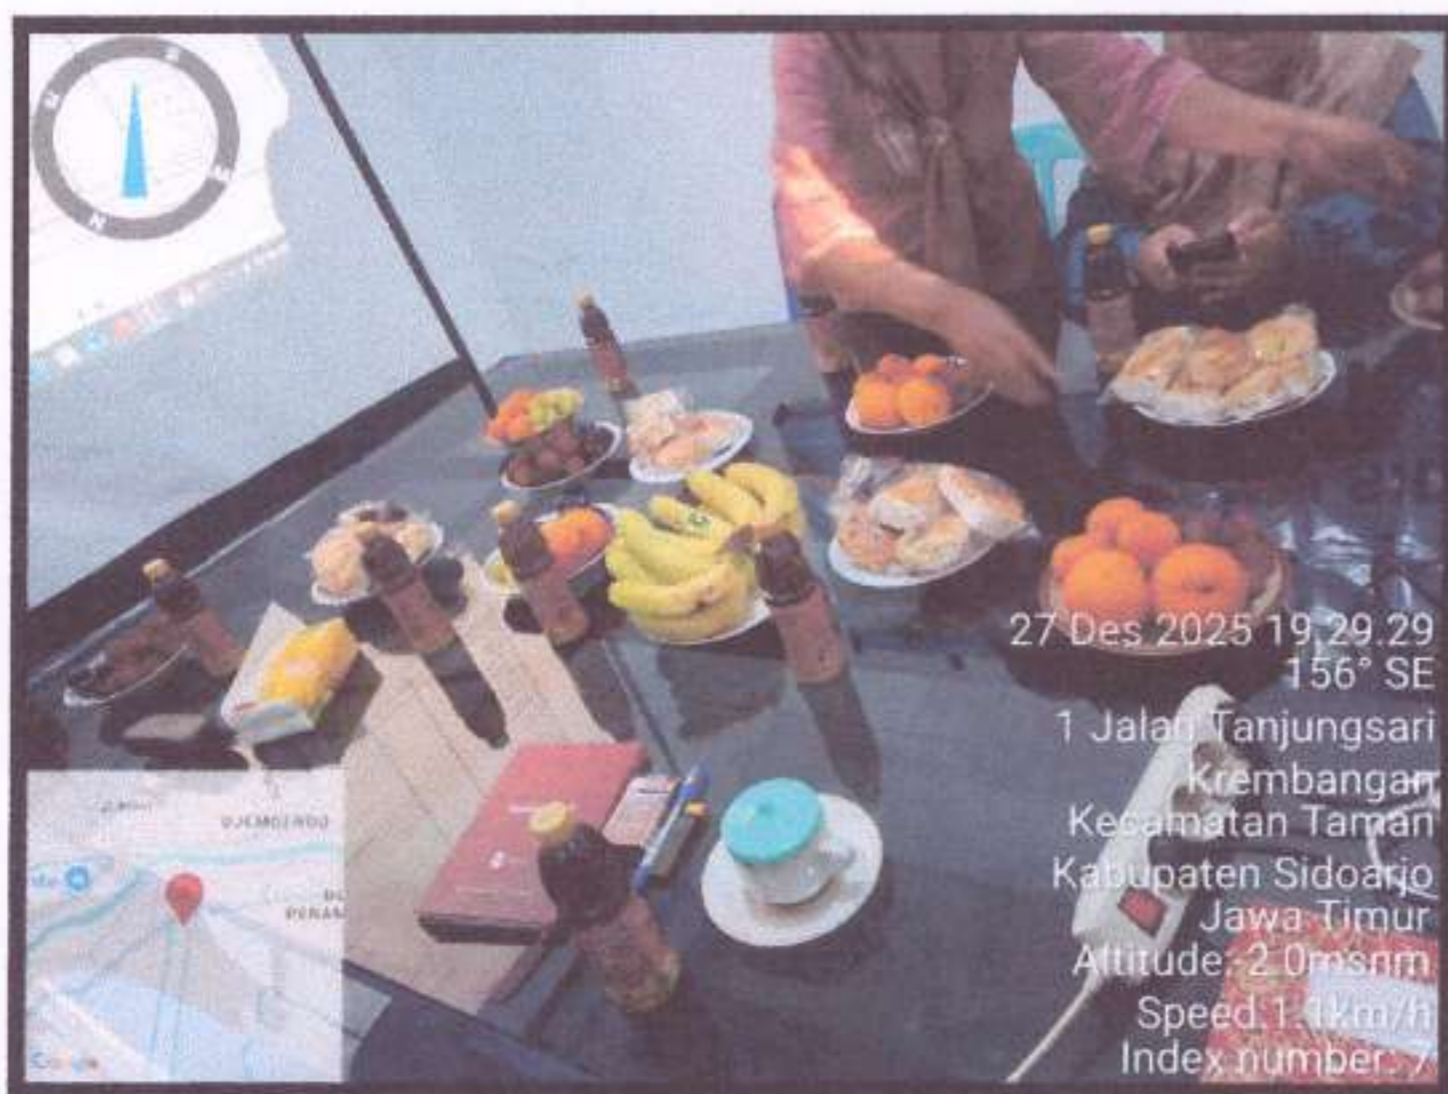 27 Des 2025 19.29.29
156° SE
1 Jalan Tanjungsari
Krembangan
Kecamatan Taman
Kabupaten Sidoarjo
Jawa Timur
Altitude:-2.0msnm
Speed:1.1km/h
Index number: 7
N
Google